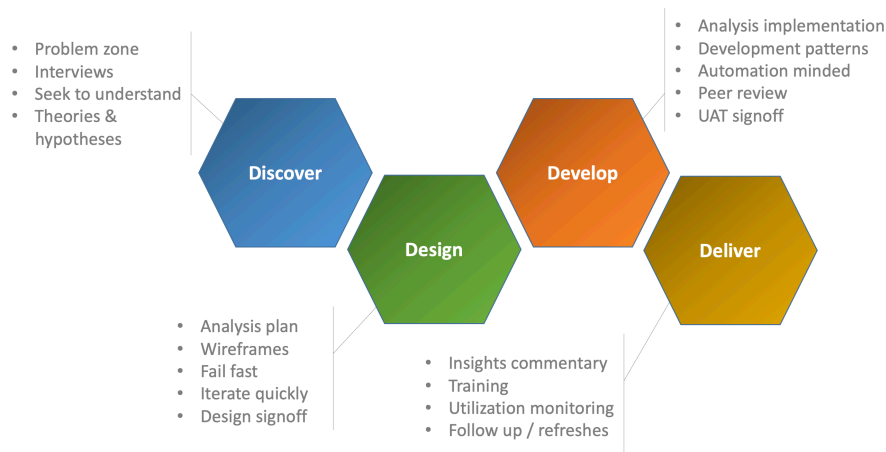 • Problem zone
• Interviews
• Seek to understand
• Theories &
hypotheses
Discover
• Analysis plan
• Wireframes
• Fail fast
• Iterate quickly
• Design signoff
Design
• Analysis implementation
• Development patterns
• Automation minded
• Peer review
• UAT signoff
Develop
• Insights commentary
• Training
• Utilization monitoring
• Follow up / refreshes
Deliver